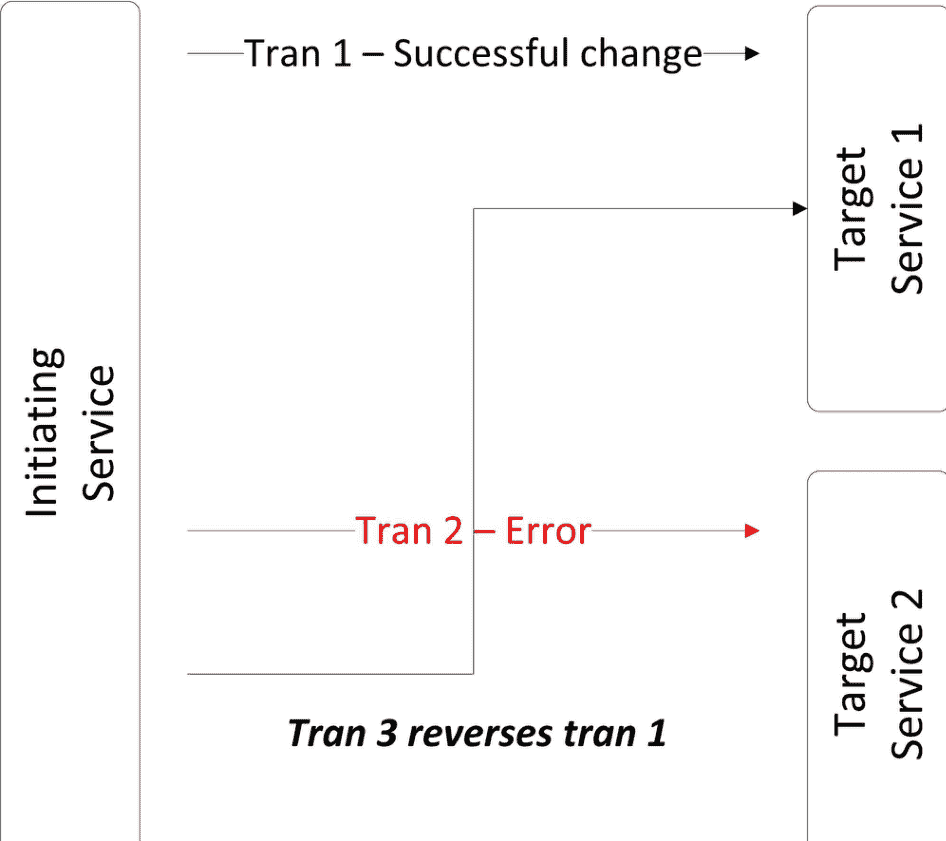 Tran 1 – Successful change
Target
Service 1
Initiating
Service
Tran 2 – Error
Target
Service 2
Tran 3 reverses tran 1